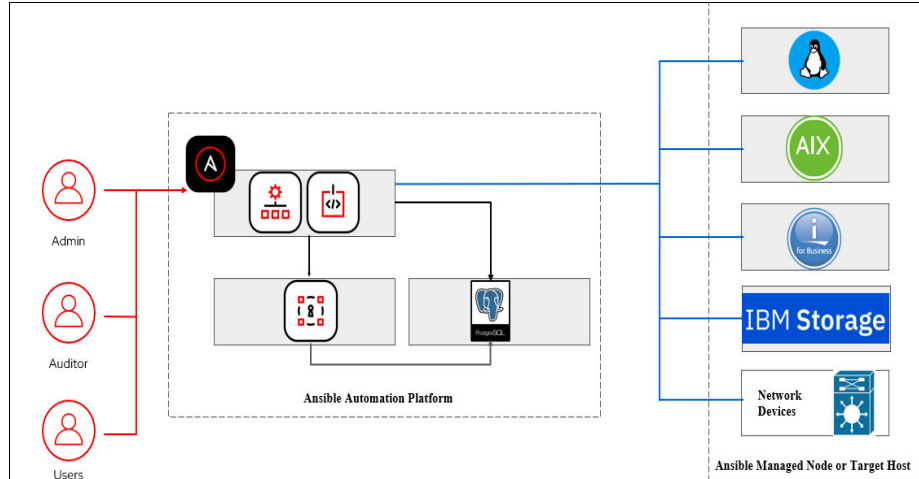 Admin
Auditor
Users
A
</>
PostgreSQL
Ansible Automation Platform
AIX
i
for Business
IBM Storage
Network
Devices
Ansible Managed Node or Target Host